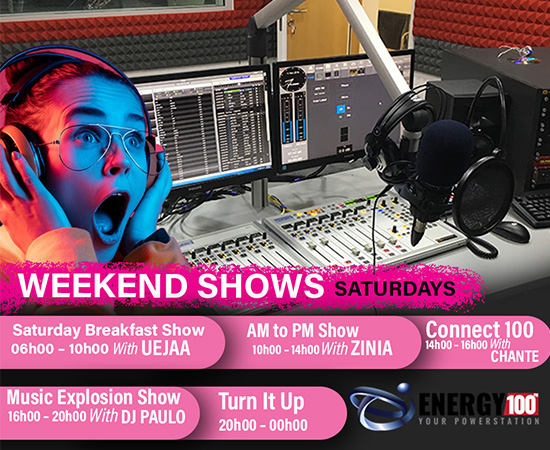 WEEKEND SHOWS SATURDAYS
Saturday Breakfast Show
06h00 – 10h00 With UEJAA
AM to PM Show
10h00 – 14h00 With ZINIA
Connect 100
14h00 – 16h00 With
CHANTE
Music Explosion Show
16h00 – 20h00 With DJ PAULO
Turn It Up
20h00 – 00h00
ENERGY100
YOUR POWERSTATION